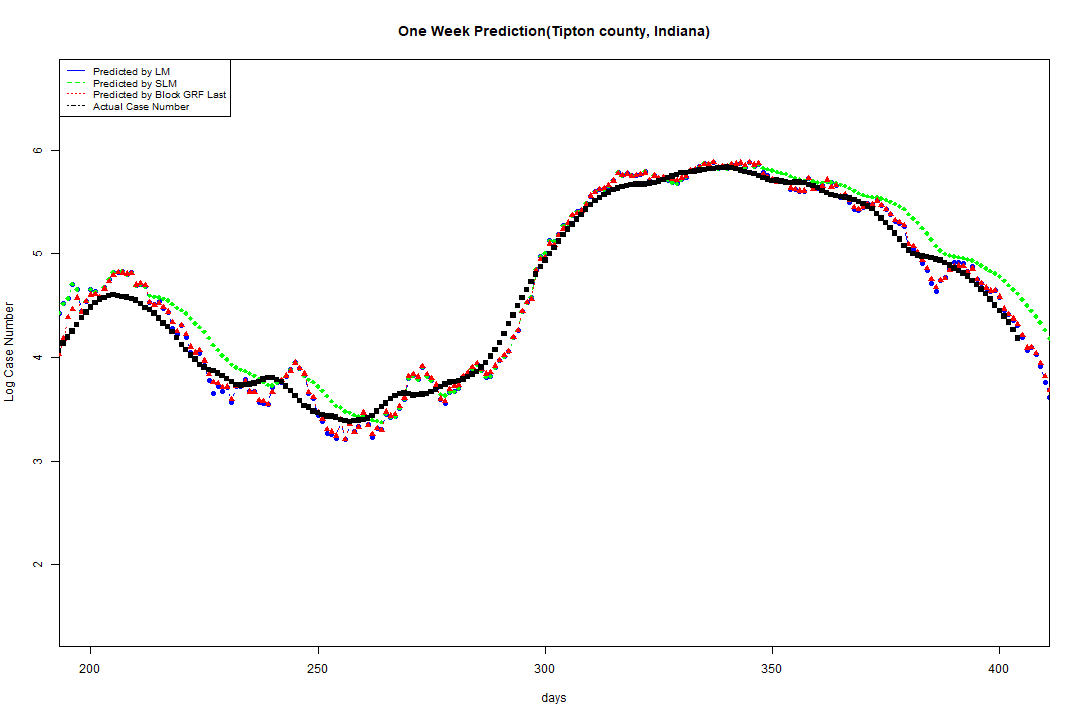 One Week Prediction(Tipton county, Indiana)
Predicted by LM
Predicted by SLM
Predicted by Block GRF Last
Actual Case Number
6
5
4
3
2
Log Case Number
200
250
300
350
400
days